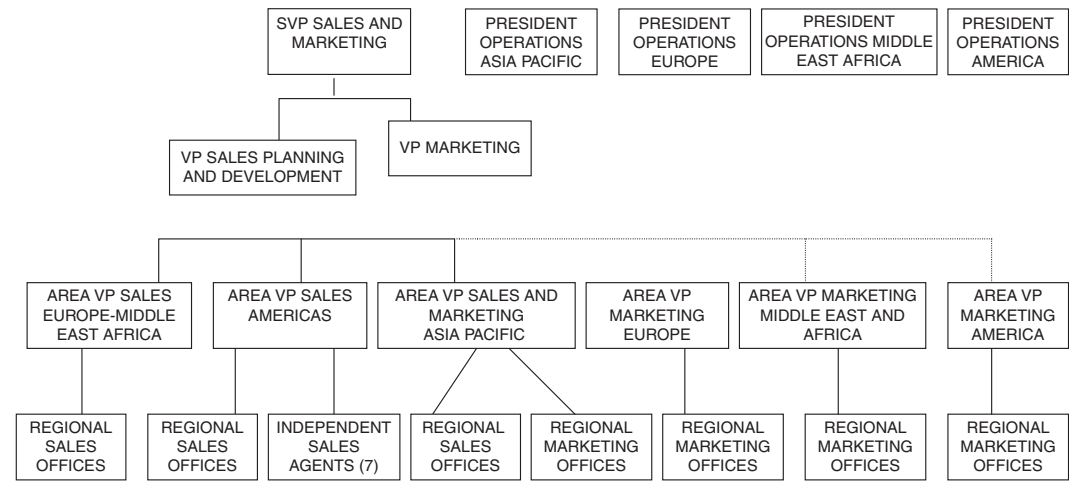 SVP SALES AND
MARKETING
PRESIDENT
OPERATIONS
ASIA PACIFIC
PRESIDENT
OPERATIONS
EUROPE
PRESIDENT
OPERATIONS MIDDLE
EAST AFRICA
PRESIDENT
OPERATIONS
AMERICA
VP SALES PLANNING
AND DEVELOPMENT
VP MARKETING
AREA VP SALES
EUROPE-MIDDLE
EAST AFRICA
AREA VP SALES
AMERICAS
AREA VP SALES AND
MARKETING
ASIA PACIFIC
AREA VP
MARKETING
EUROPE
AREA VP MARKETING
MIDDLE EAST AND
AFRICA
AREA VP
MARKETING
AMERICA
REGIONAL
SALES
OFFICES
REGIONAL
SALES
OFFICES
INDEPENDENT
SALES
AGENTS (7)
REGIONAL
SALES
OFFICES
REGIONAL
MARKETING
OFFICES
REGIONAL
MARKETING
OFFICES
REGIONAL
MARKETING
OFFICES
REGIONAL
MARKETING
OFFICES